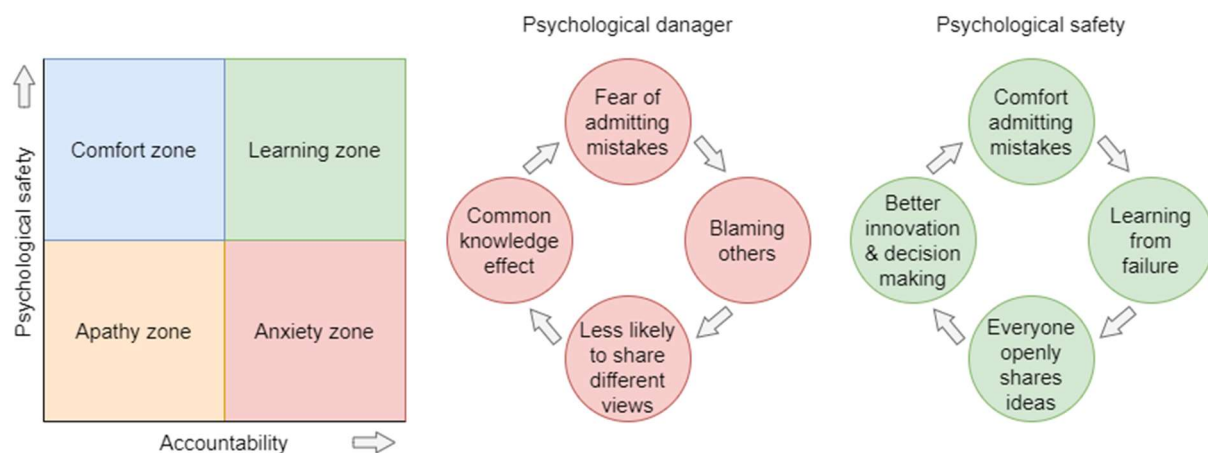 Psychological safety
Comfort zone
Learning zone
Apathy zone
Anxiety zone
Accountability
Psychological danager
Fear of
admitting
mistakes
Blaming
others
Less likely
to share
different
views
Common
knowledge
effect
Psychological safety
Comfort
admitting
mistakes
Learning
from
failure
Everyone
openly
shares
ideas
Better
innovation
& decision
making